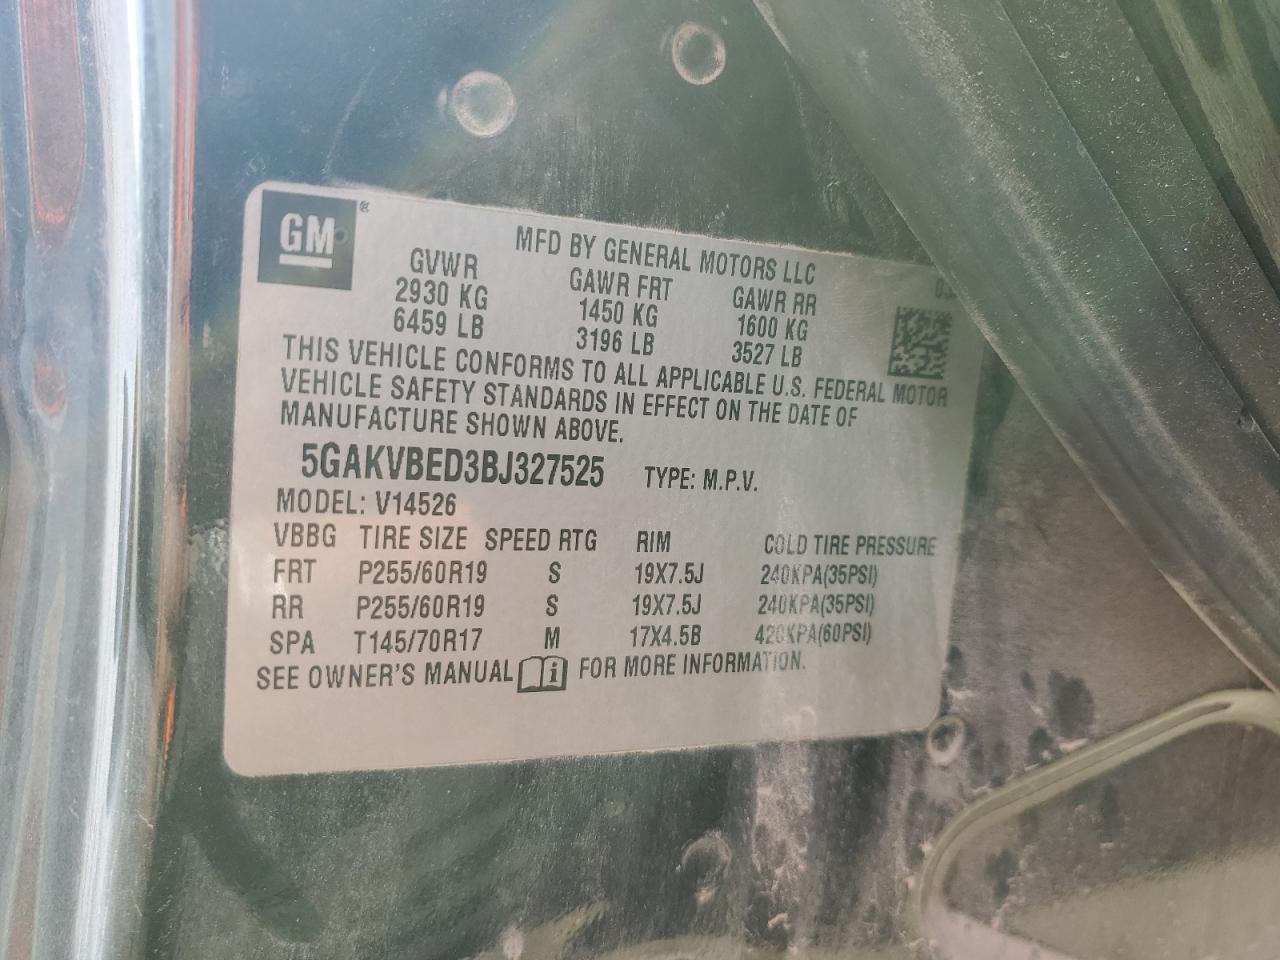 GM®
MFD BY GENERAL MOTORS LLC
GVWR GAWR FRT GAWR RR
2930 KG 1450 KG 1600 KG
6459 LB 3196 LB 3527 LB
THIS VEHICLE CONFORMS TO ALL APPLICABLE U.S. FEDERAL MOTOR
VEHICLE SAFETY STANDARDS IN EFFECT ON THE DATE OF
MANUFACTURE SHOWN ABOVE.
5GAKVBED3BJ327525 TYPE: M.P.V.
MODEL: V14526
VBBG TIRE SIZE SPEED RTG RIM COLD TIRE PRESSURE
FRT P255/60R19 S 19X7.5J 240KPA(35PSI)
RR P255/60R19 S 19X7.5J 240KPA(35PSI)
SPA T145/70R17 M 17X4.5B 420KPA(60PSI)
SEE OWNER'S MANUAL FOR MORE INFORMATION.